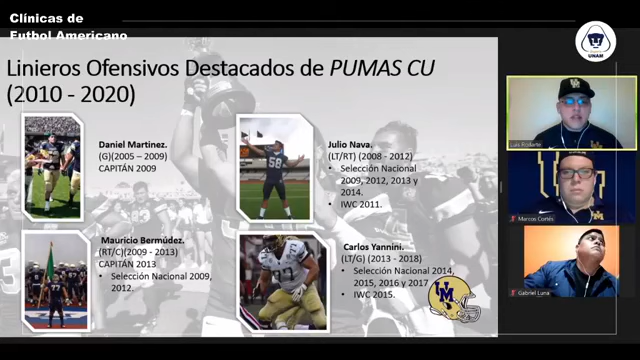 Clínicas de
Futbol Americano
UNAM
Linieros Ofensivos Destacados de PUMAS CU
(2010 - 2020)
Daniel Martinez.
(G)(2005 – 2009)
CAPITÁN 2009
Julio Nava.
(LT/RT) (2008 - 2012)
• Selección Nacional
2009, 2012, 2013 y
2014.
• IWC 2011.
58
Mauricio Bermúdez.
(RT/C)(2009 - 2013)
CAPITÁN 2013
• Selección Nacional 2009,
2012.
77
Carlos Yannini.
(LT/G) (2013 - 2018)
• Selección Nacional 2014,
2015, 2016 y 2017
• IWC 2015.
77
Marcos Cortés
Gabriel Luna